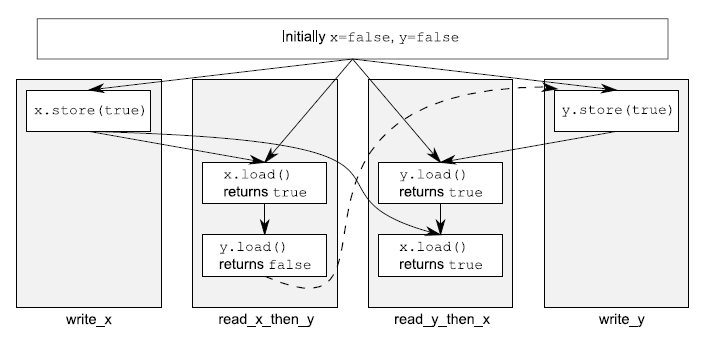 Initially x=false, y=false
x.store(true)
y.store(true)
x.load()
returns true
y.load()
returns true
y.load()
returns false
x.load()
returns true
write_x
read_x_then_y
read_y_then_x
write_y